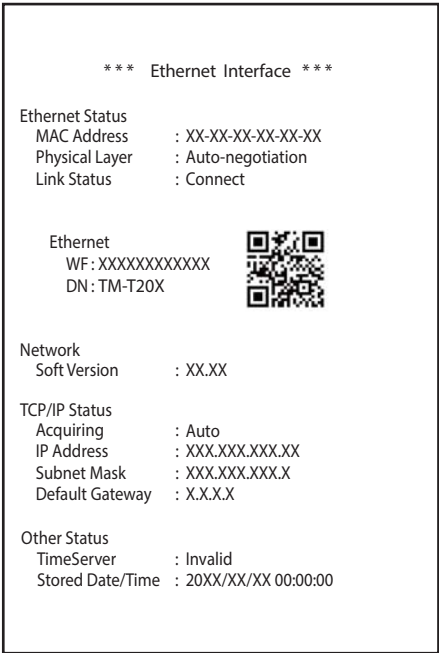 *** Ethernet Interface ***
Ethernet Status
MAC Address : XX-XX-XX-XX-XX-XX
Physical Layer : Auto-negotiation
Link Status : Connect
Ethernet
WF : XXXXXXXXXXXX
DN : TM-T20X
Network
Soft Version : XX.XX
TCP/IP Status
Acquiring : Auto
IP Address : XXX.XXX.XXX.XX
Subnet Mask : XXX.XXX.XXX.X
Default Gateway : X.X.X.X
Other Status
TimeServer : Invalid
Stored Date/Time : 20XX/XX/XX 00:00:00